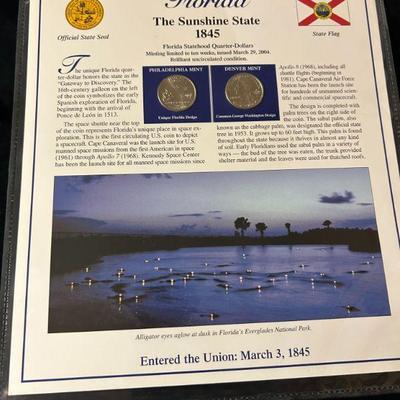 Florida
The Sunshine State
1845
Official State Seal
State Flag
Florida Statehood Quarter-Dollars
Minting limited to ten weeks, issued March 29, 2004.
Brilliant uncirculated condition.
The unique Florida quar-
ter-dollar honors the state as the
"Gateway to Discovery." The
16th-century galleon on the left
of the coin symbolizes the early
Spanish exploration of Florida,
beginning with the arrival of
Ponce de León in 1513.
The space shuttle near the top
of the coin represents Florida's unique place in space ex-
ploration. This is the first circulating U.S. coin to depict
a spacecraft. Cape Canaveral was the launch site for U.S.
manned space missions from the first American in space
(1961) through Apollo 7 (1968). Kennedy Space Center
has been the launch site for all manned space missions since
PHILADELPHIA MINT
Unique Florida Design
DENVER MINT
Common George Washington Design
Apollo 8 (1968), including all
shuttle flights (beginning in
1981). Cape Canaveral Air Force
Station has been the launch site
for hundreds of unmanned scien-
tific and commercial spacecraft.
The design is completed with
palm trees on the right side of
the coin. The sabal palm, also
known as the cabbage palm, was designated the official state
tree in 1953. It grows up to 60 feet high. This palm is found
throughout the state because it thrives in almost any kind
of soil. Early Floridians used the sabal palm in a variety of
ways — the bud of the tree was eaten, the trunk provided
shelter material and the leaves were used for thatched roofs.
Alligator eyes aglow at dusk in Florida's Everglades National Park.
Entered the Union: March 3, 1845